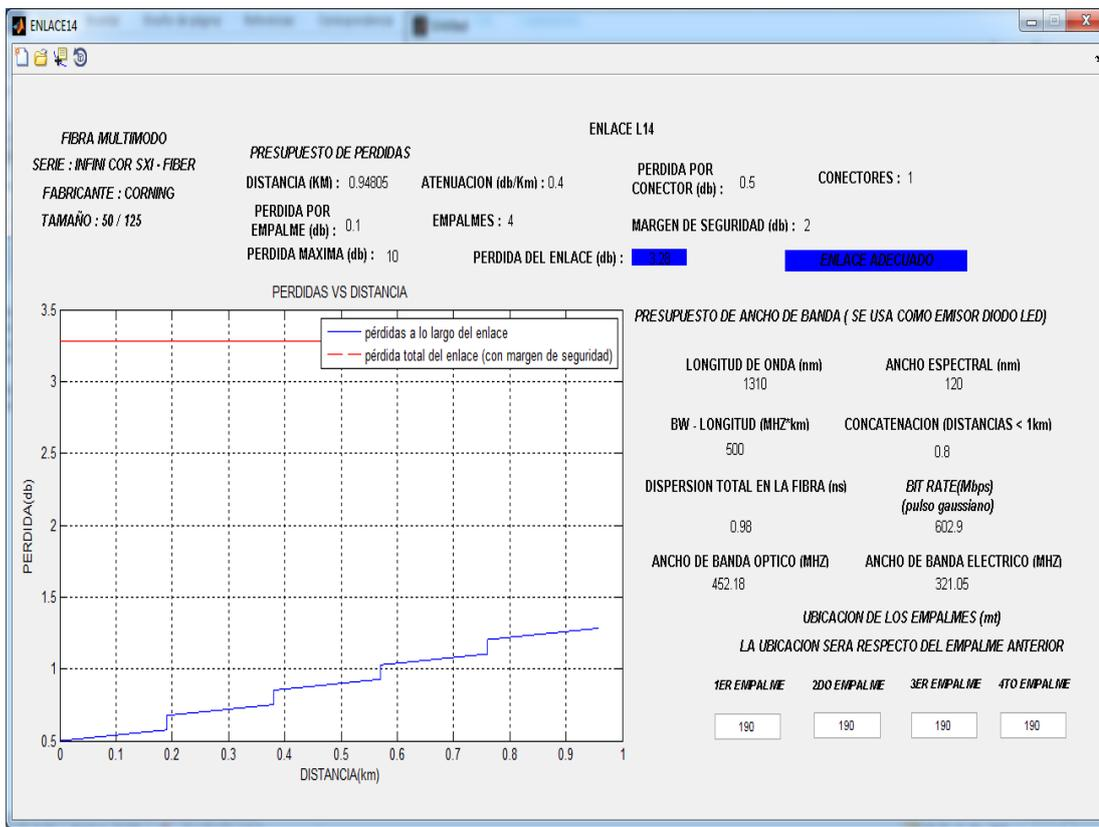 ENLACE14
ENLACE L14
FIBRA MULTIMODO
SERIE : INFINI COR SXI - FIBER
FABRICANTE : CORNING
TAMAÑO : 50 / 125
PRESUPUESTO DE PERDIDAS
DISTANCIA (KM) : 0.94805
ATENUACION (db/Km) : 0.4
PERDIDA POR
CONECTOR (db) : 0.5
CONECTORES : 1
PERDIDA POR
EMPALME (db) : 0.1
EMPALMES : 4
MARGEN DE SEGURIDAD (db) : 2
PERDIDA MAXIMA (db) : 10
PERDIDA DEL ENLACE (db) : 3.28
ENLACE ADECUADO
PERDIDAS VS DISTANCIA
pérdidas a lo largo del enlace
pérdida total del enlace (con margen de seguridad)
3.5
3
2.5
2
1.5
1
0.5
PERDIDA(db)
0 0.1 0.2 0.3 0.4 0.5 0.6 0.7 0.8 0.9 1
DISTANCIA(km)
PRESUPUESTO DE ANCHO DE BANDA ( SE USA COMO EMISOR DIODO LED)
LONGITUD DE ONDA (nm) ANCHO ESPECTRAL (nm)
1310 120
BW - LONGITUD (MHZ*km) CONCATENACION (DISTANCIAS < 1km)
500 0.8
DISPERSION TOTAL EN LA FIBRA (ns) BIT RATE(Mbps)
(pulso gaussiano)
0.98 602.9
ANCHO DE BANDA OPTICO (MHZ) ANCHO DE BANDA ELECTRICO (MHZ)
452.18 321.05
UBICACION DE LOS EMPALMES (mt)
LA UBICACION SERA RESPECTO DEL EMPALME ANTERIOR
1ER EMPALME 2DO EMPALME 3ER EMPALME 4TO EMPALME
190 190 190 190